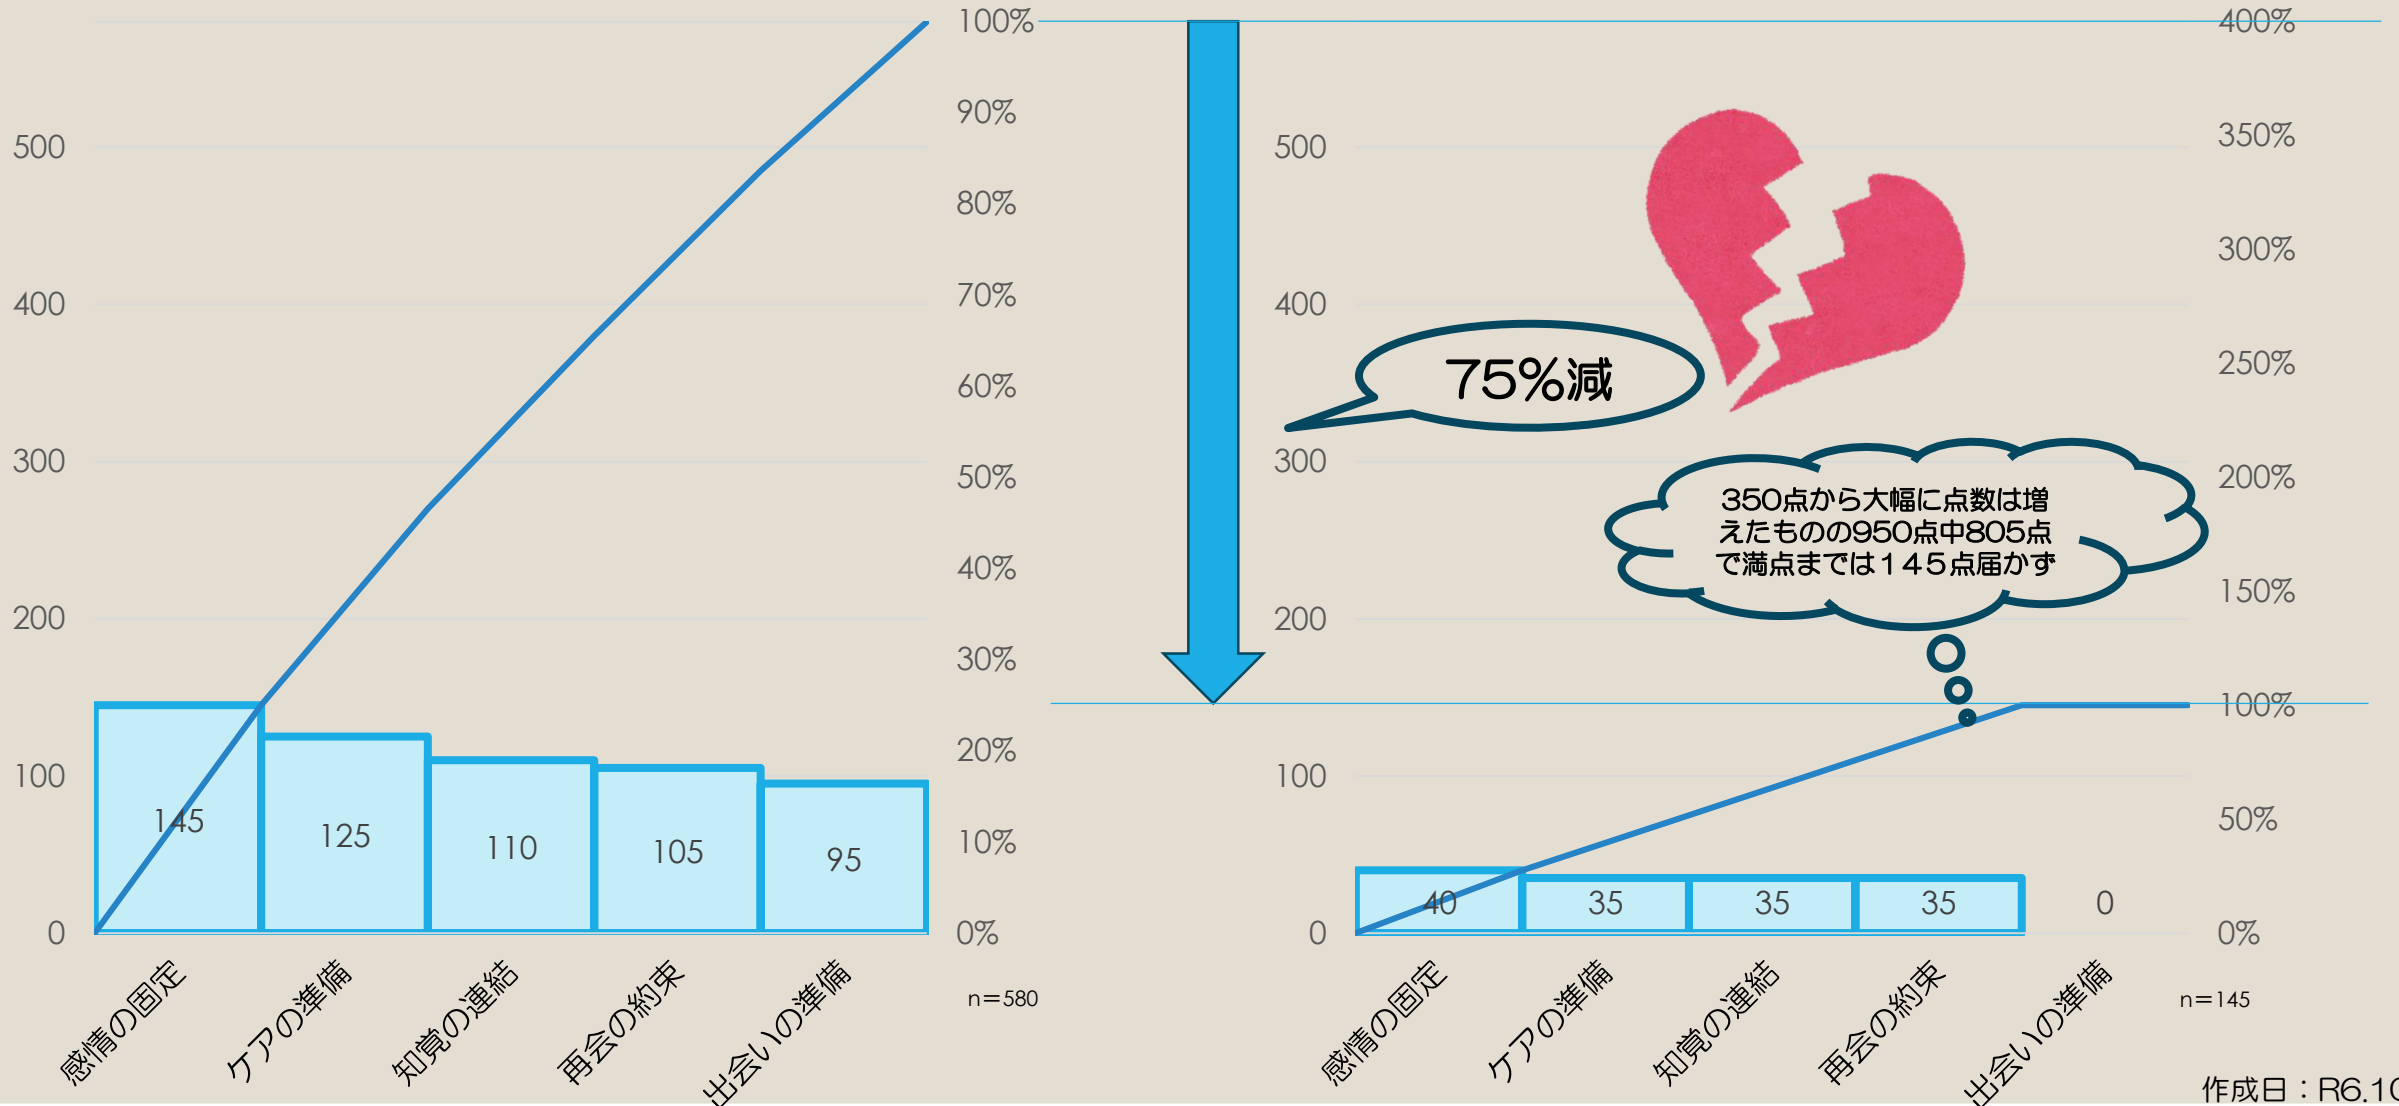 100%
90%
80%
70%
60%
50%
40%
30%
20%
10%
0%
500
400
300
200
100
0
145
125
110
105
95
感情の固定
ケアの準備
知覚の連結
再会の約束
出会いの準備
n=580
75%減
350点から大幅に点数は増
えたものの950点中805点
で満点までは145点届かず
400%
350%
300%
250%
200%
150%
100%
50%
0%
500
400
300
200
100
0
40
35
35
35
0
感情の固定
ケアの準備
知覚の連結
再会の約束
出会いの準備
n=145
作成日：R6.10